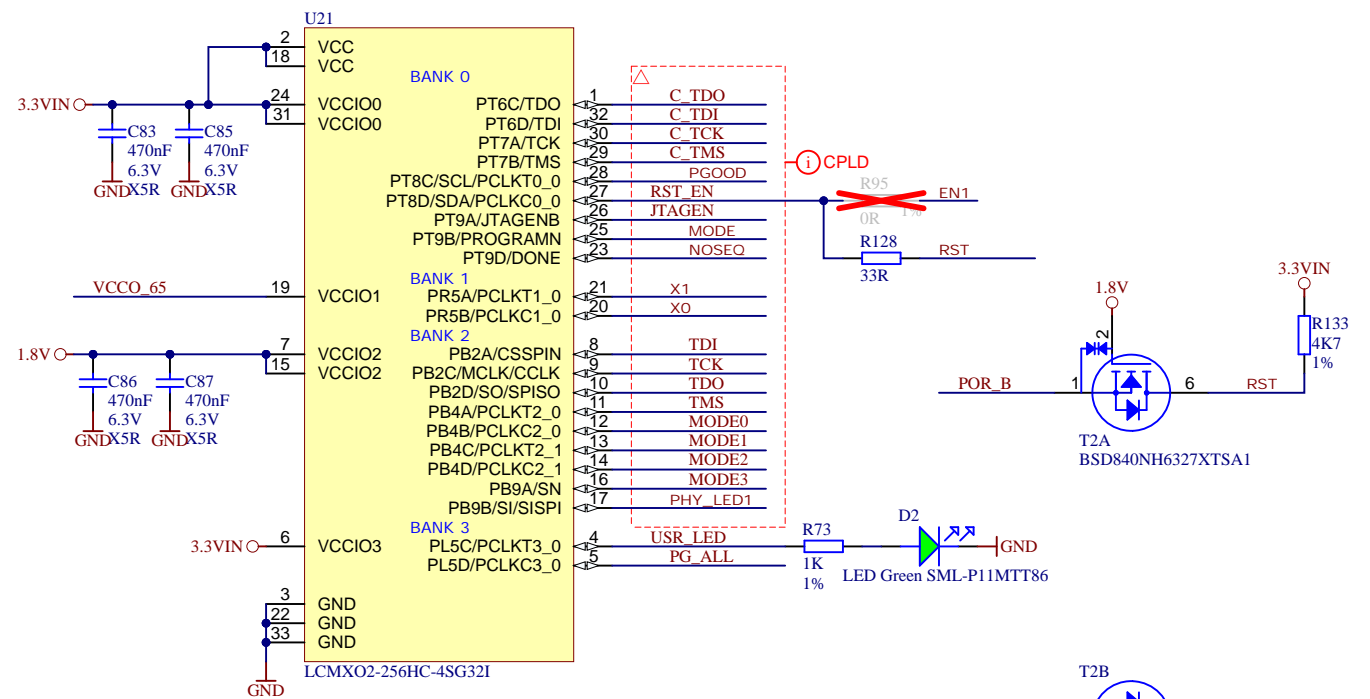 U21
2 VCC
18 VCC
BANK 0
3.3VIN 24 VCCIO0 PT6C/TDO 1 C_TDO
31 VCCIO0 PT6D/TDI 32 C_TDI
C83 C85 PT7A/TCK 30 C_TCK
470nF 470nF PT7B/TMS 29 C_TMS
6.3V 6.3V
i CPLD
GND X5R GND X5R PT8C/SCL/PCLKT0_0 28 PGOOD
R95
PT8D/SDA/PCLKC0_0 27 RST_EN EN1
0R 1%
PT9A/JTAGENB 26 JTAGEN
PT9B/PROGRAMN 25 MODE
R128
PT9D/DONE 23 NOSEQ RST
33R
BANK 1
VCCO_65 19 VCCIO1 PR5A/PCLKT1_0 21 X1
PR5B/PCLKC1_0 20 X0
3.3VIN
1.8V
R133
4K7
1%
BANK 2
1.8V 7 VCCIO2 PB2A/CSSPIN 8 TDI
15 VCCIO2 PB2C/MCLK/CCLK 9 TCK
C86 C87 PB2D/SO/SPISO 10 TDO
470nF 470nF PB4A/PCLKT2_0 11 TMS
6.3V 6.3V PB4B/PCLKC2_0 12 MODE0
GND X5R GND X5R PB4C/PCLKT2_1 13 MODE1
PB4D/PCLKC2_1 14 MODE2
PB9A/SN 16 MODE3
PB9B/SI/SISPI 17 PHY_LED1
2
POR_B 1 6 RST
T2A
BSD840NH6327XTSA1
BANK 3
R73 D2
3.3VIN 6 VCCIO3 PL5C/PCLKT3_0 4 USR_LED GND
PL5D/PCLKC3_0 5 PG_ALL
1K LED Green SML-P11MTT86
1%
3 GND
22 GND
33 GND
GND
LCMXO2-256HC-4SG32I
T2B